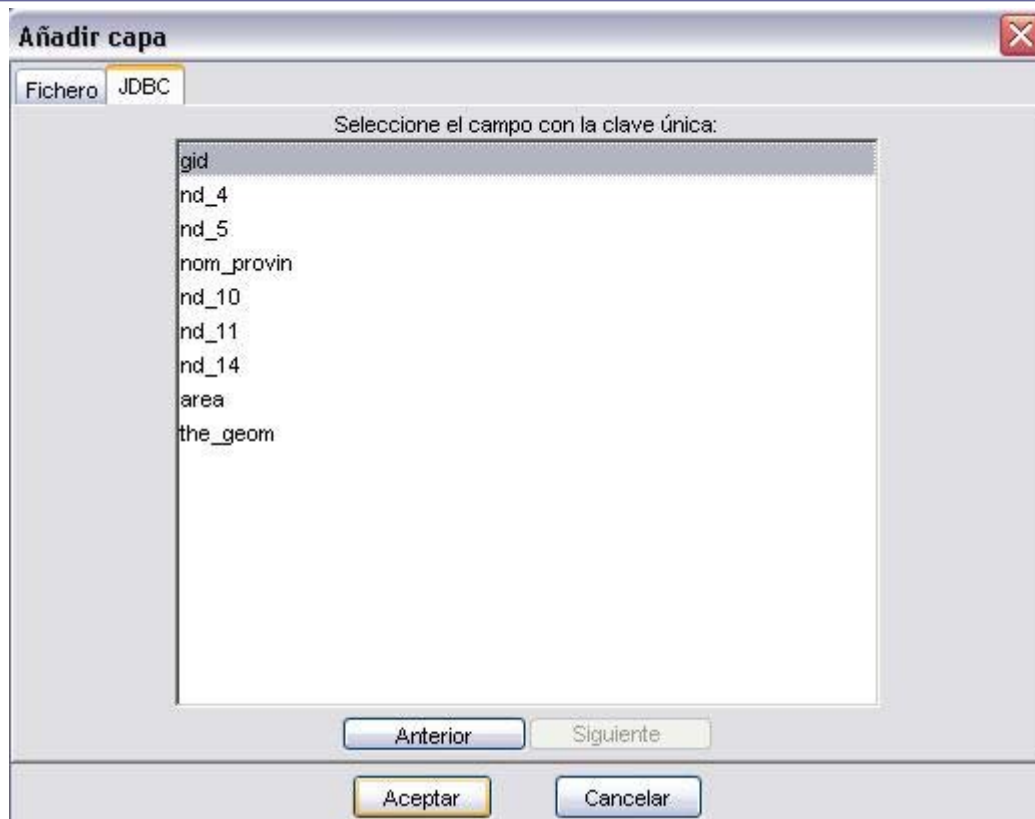 Añadir capa
Fichero JDBC
Seleccione el campo con la clave única:
gid
nd_4
nd_5
nom_provin
nd_10
nd_11
nd_14
area
the_geom
Anterior Siguiente
Aceptar Cancelar